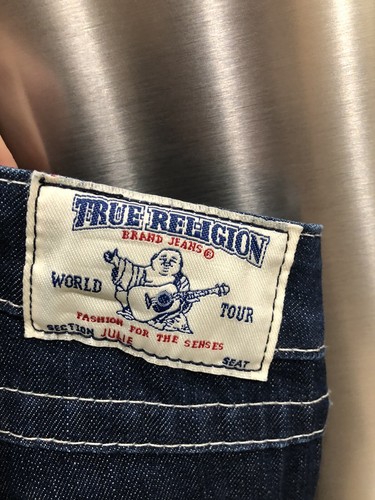 TRUE RELIGION
BRAND JEANS®
WORLD TOUR
FASHION FOR THE SENSES
SECTION JULIE SEAT